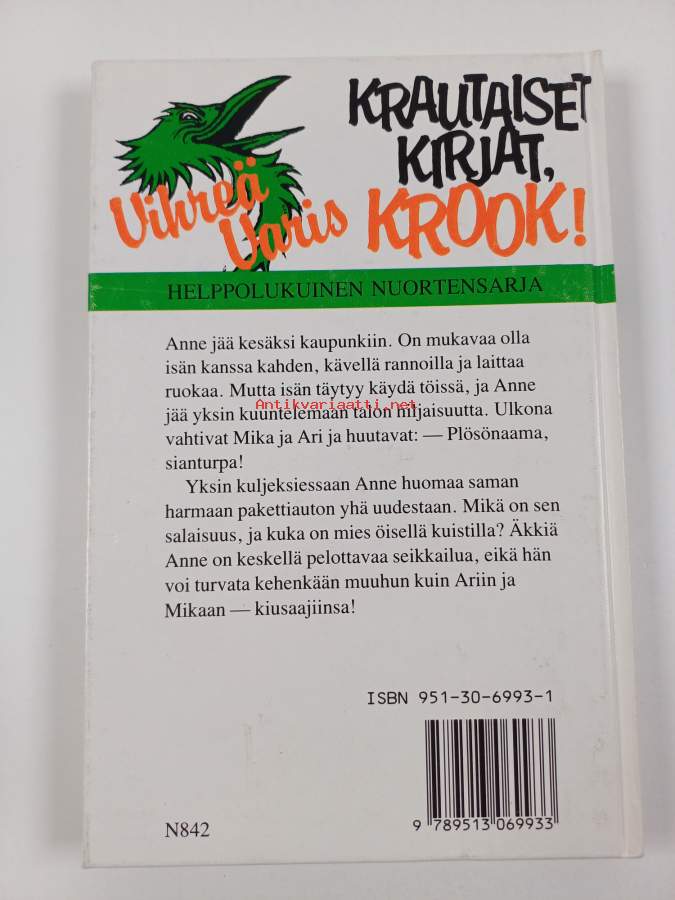 KRAUTAISET
KIRJAT,
KROOK!
Vihreä
Varis
HELPPOLUKUINEN NUORTENSARJA
Anne jää kesäksi kaupunkiin. On mukavaa olla
isän kanssa kahden, kävellä rannoilla ja laittaa
ruokaa. Mutta isän täytyy käydä töissä, ja Anne
Antikvariaatti.net
jää yksin kuuntelemaan talon hiljaisuutta. Ulkona
vahtivat Mika ja Ari ja huutavat: — Plösönaama,
sianturpa!
Yksin kuljeksiessaan Anne huomaa saman
harmaan pakettiauton yhä uudestaan. Mikä on sen
salaisuus, ja kuka on mies öisellä kuistilla? Äkkiä
Anne on keskellä pelottavaa seikkailua, eikä hän
voi turvata kehenkään muuhun kuin Ariin ja
Mikaan — kiusaajiinsa!
ISBN 951-30-6993-1
9 789513 069933
N842